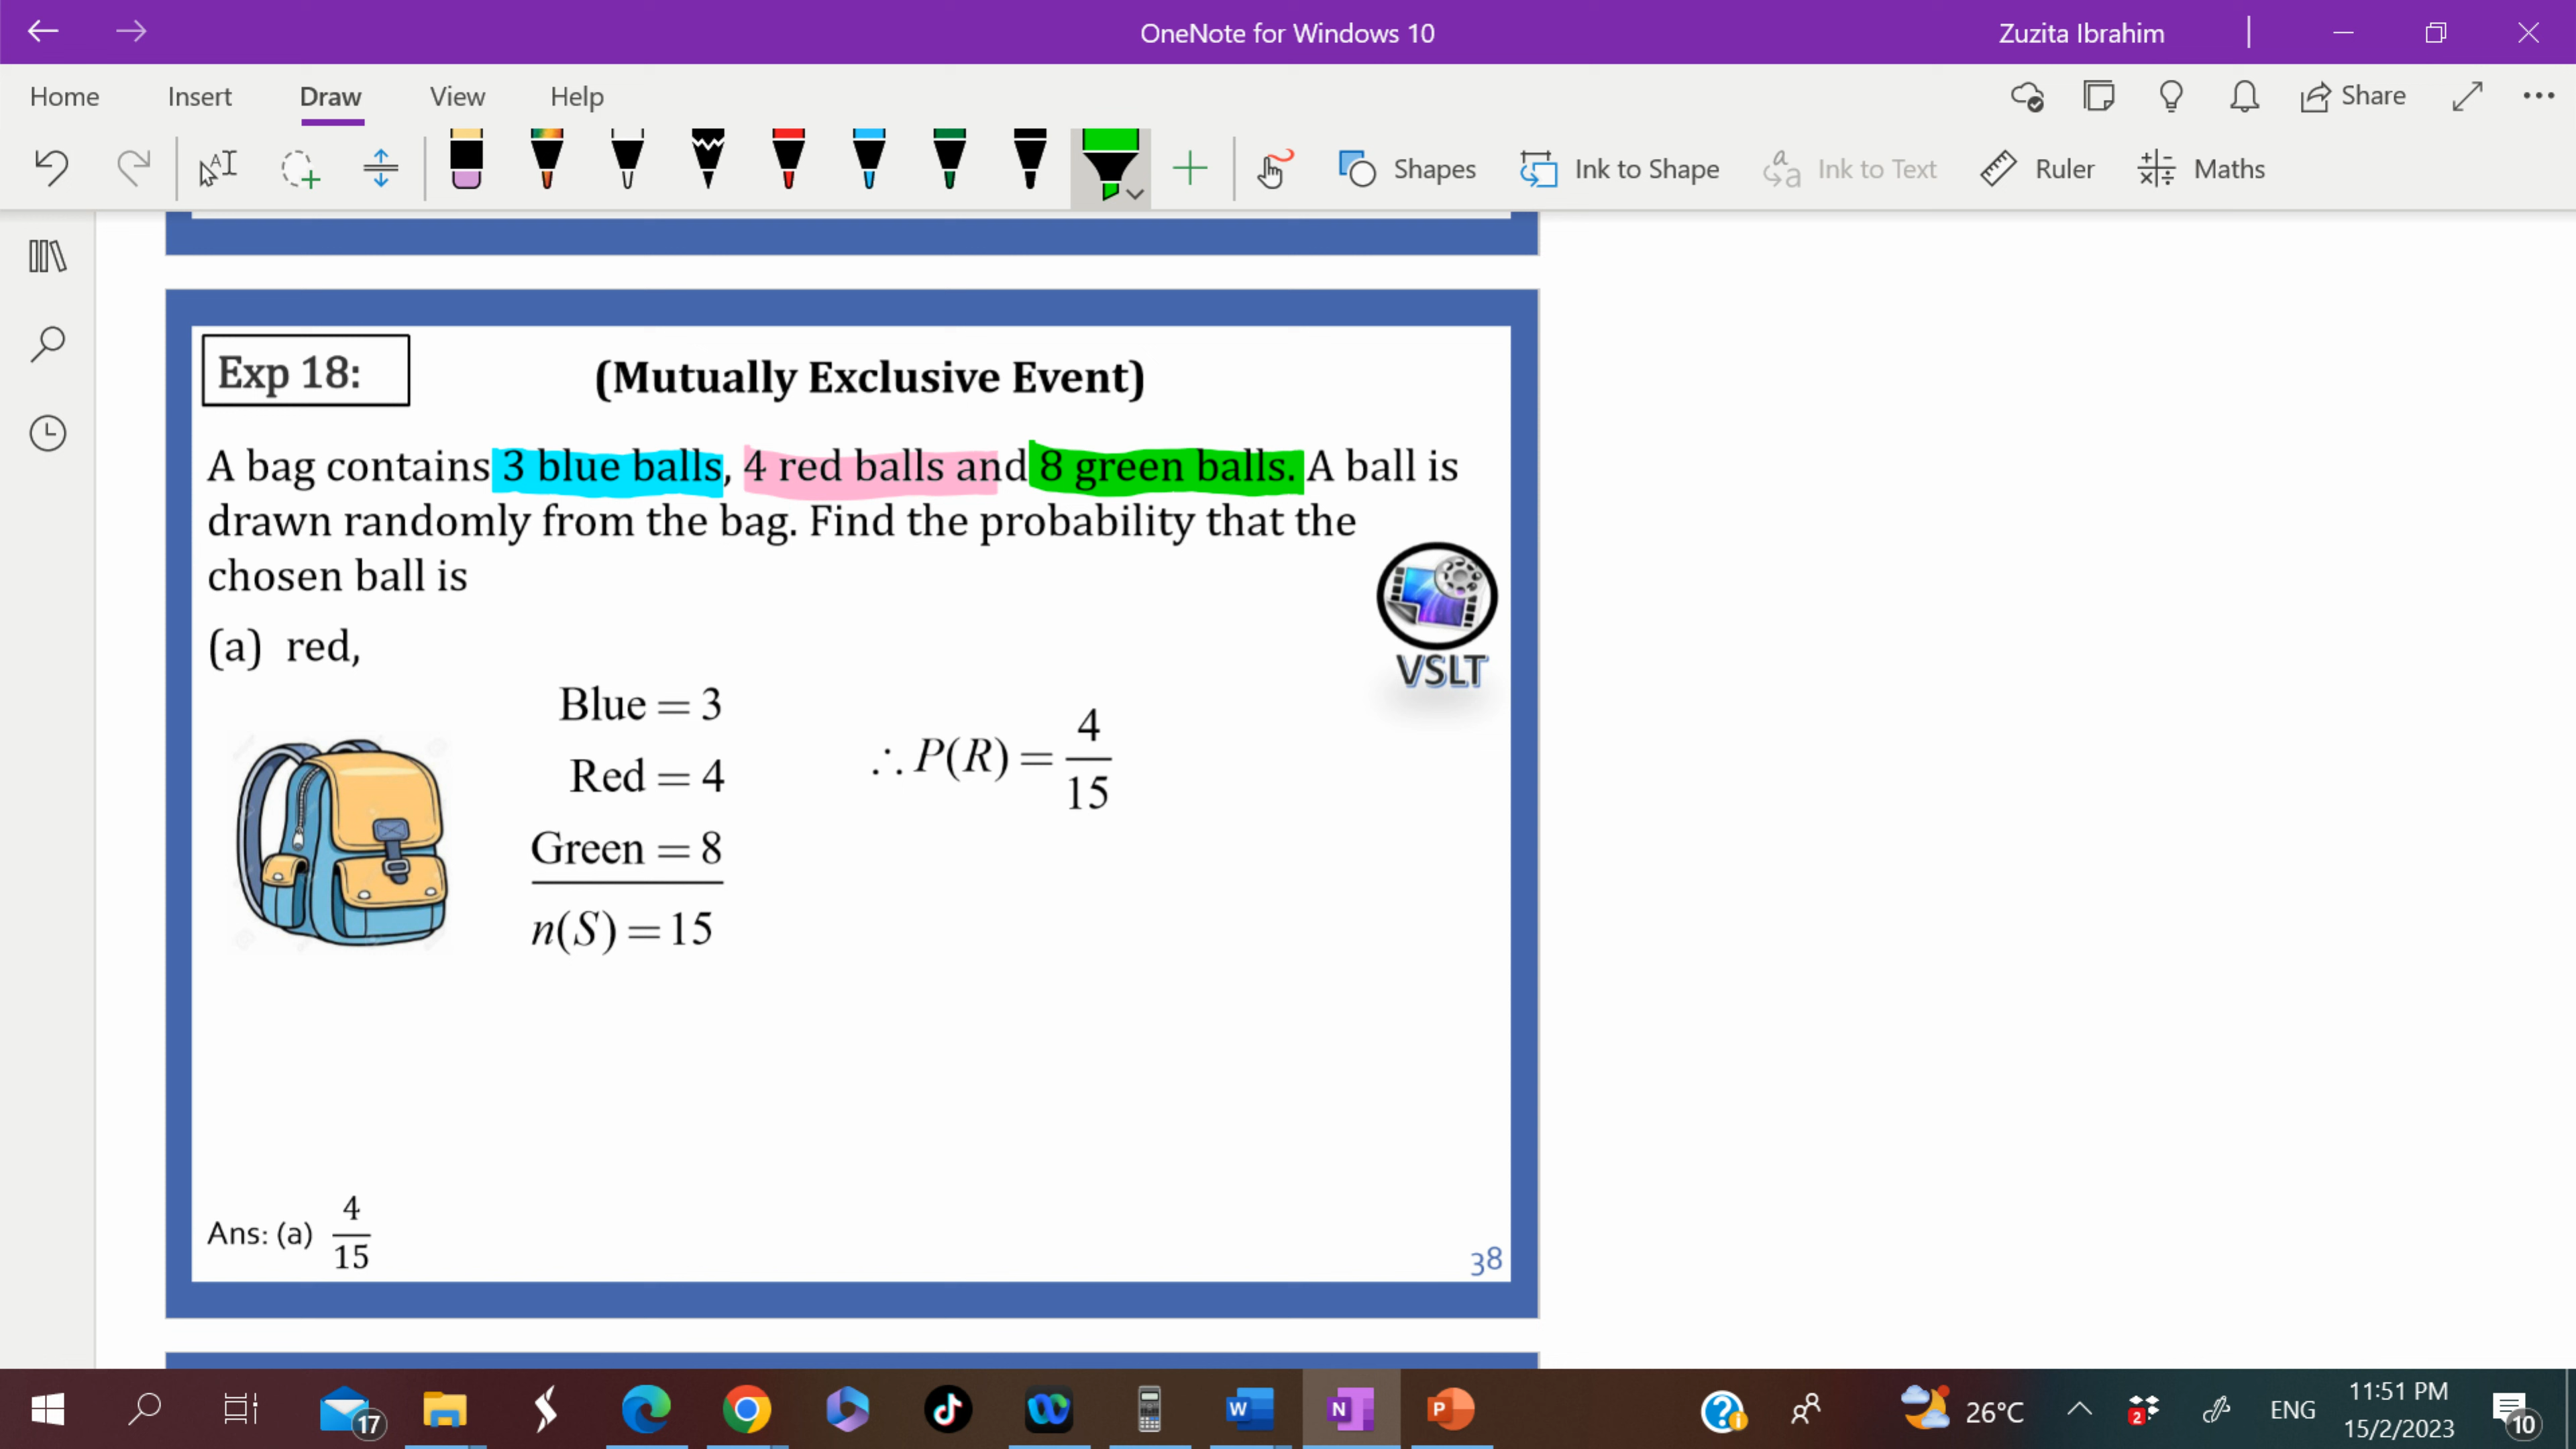 OneNote for Windows 10
Zuzita Ibrahim
Home Insert Draw View Help
Share
Shapes Ink to Shape Ink to Text Ruler Maths
Exp 18:
(Mutually Exclusive Event)
A bag contains 3 blue balls, 4 red balls and 8 green balls. A ball is
drawn randomly from the bag. Find the probability that the
chosen ball is
(a) red,
VSLT
Blue = 3
Red = 4
Green = 8
n(S) = 15
∴ P(R) = 4/15
Ans: (a) 4/15
38
17
26°C
2
ENG
11:51 PM
15/2/2023
10